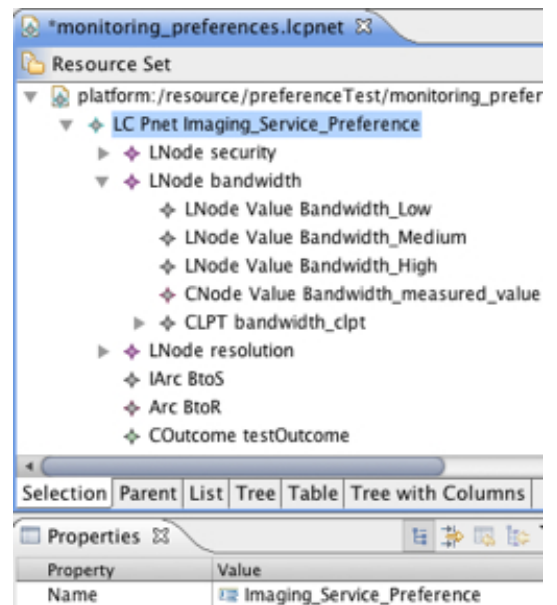 *monitoring_preferences.lcpnet
Resource Set
platform:/resource/preferenceTest/monitoring_prefer
LC Pnet Imaging_Service_Preference
LNode security
LNode bandwidth
LNode Value Bandwidth_Low
LNode Value Bandwidth_Medium
LNode Value Bandwidth_High
CNode Value Bandwidth_measured_value
CLPT bandwidth_clpt
LNode resolution
IArc BtoS
Arc BtoR
COutcome testOutcome
Selection Parent List Tree Table Tree with Columns
Properties
Property Value
Name Imaging_Service_Preference